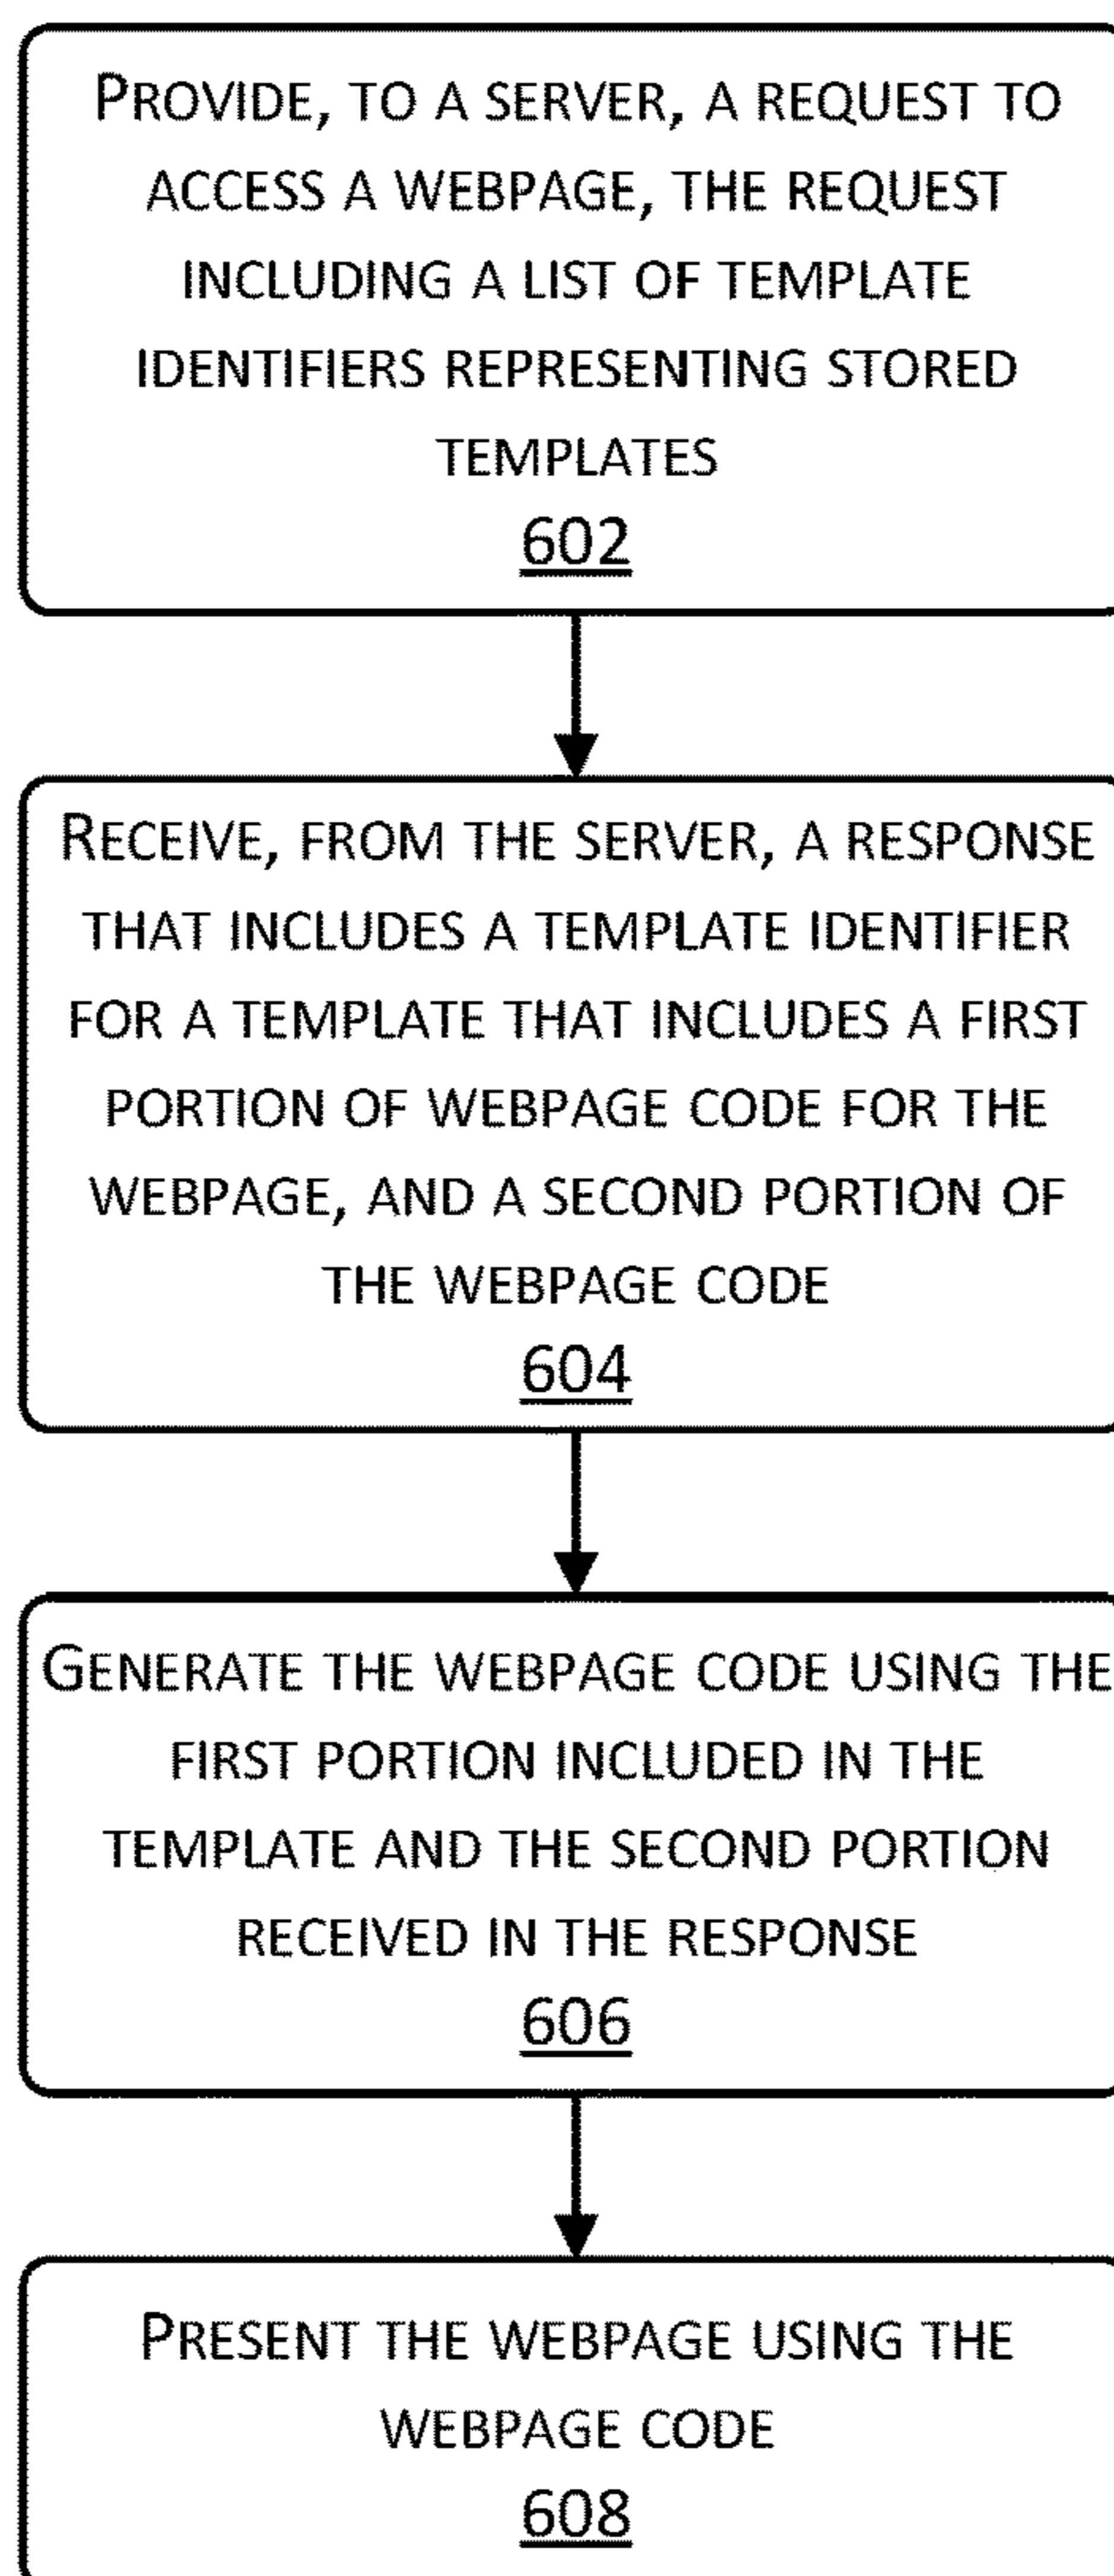 PROVIDE, TO A SERVER, A REQUEST TO
ACCESS A WEBPAGE, THE REQUEST
INCLUDING A LIST OF TEMPLATE
IDENTIFIERS REPRESENTING STORED
TEMPLATES
602
RECEIVE, FROM THE SERVER, A RESPONSE
THAT INCLUDES A TEMPLATE IDENTIFIER
FOR A TEMPLATE THAT INCLUDES A FIRST
PORTION OF WEBPAGE CODE FOR THE
WEBPAGE, AND A SECOND PORTION OF
THE WEBPAGE CODE
604
GENERATE THE WEBPAGE CODE USING THE
FIRST PORTION INCLUDED IN THE
TEMPLATE AND THE SECOND PORTION
RECEIVED IN THE RESPONSE
606
PRESENT THE WEBPAGE USING THE
WEBPAGE CODE
608